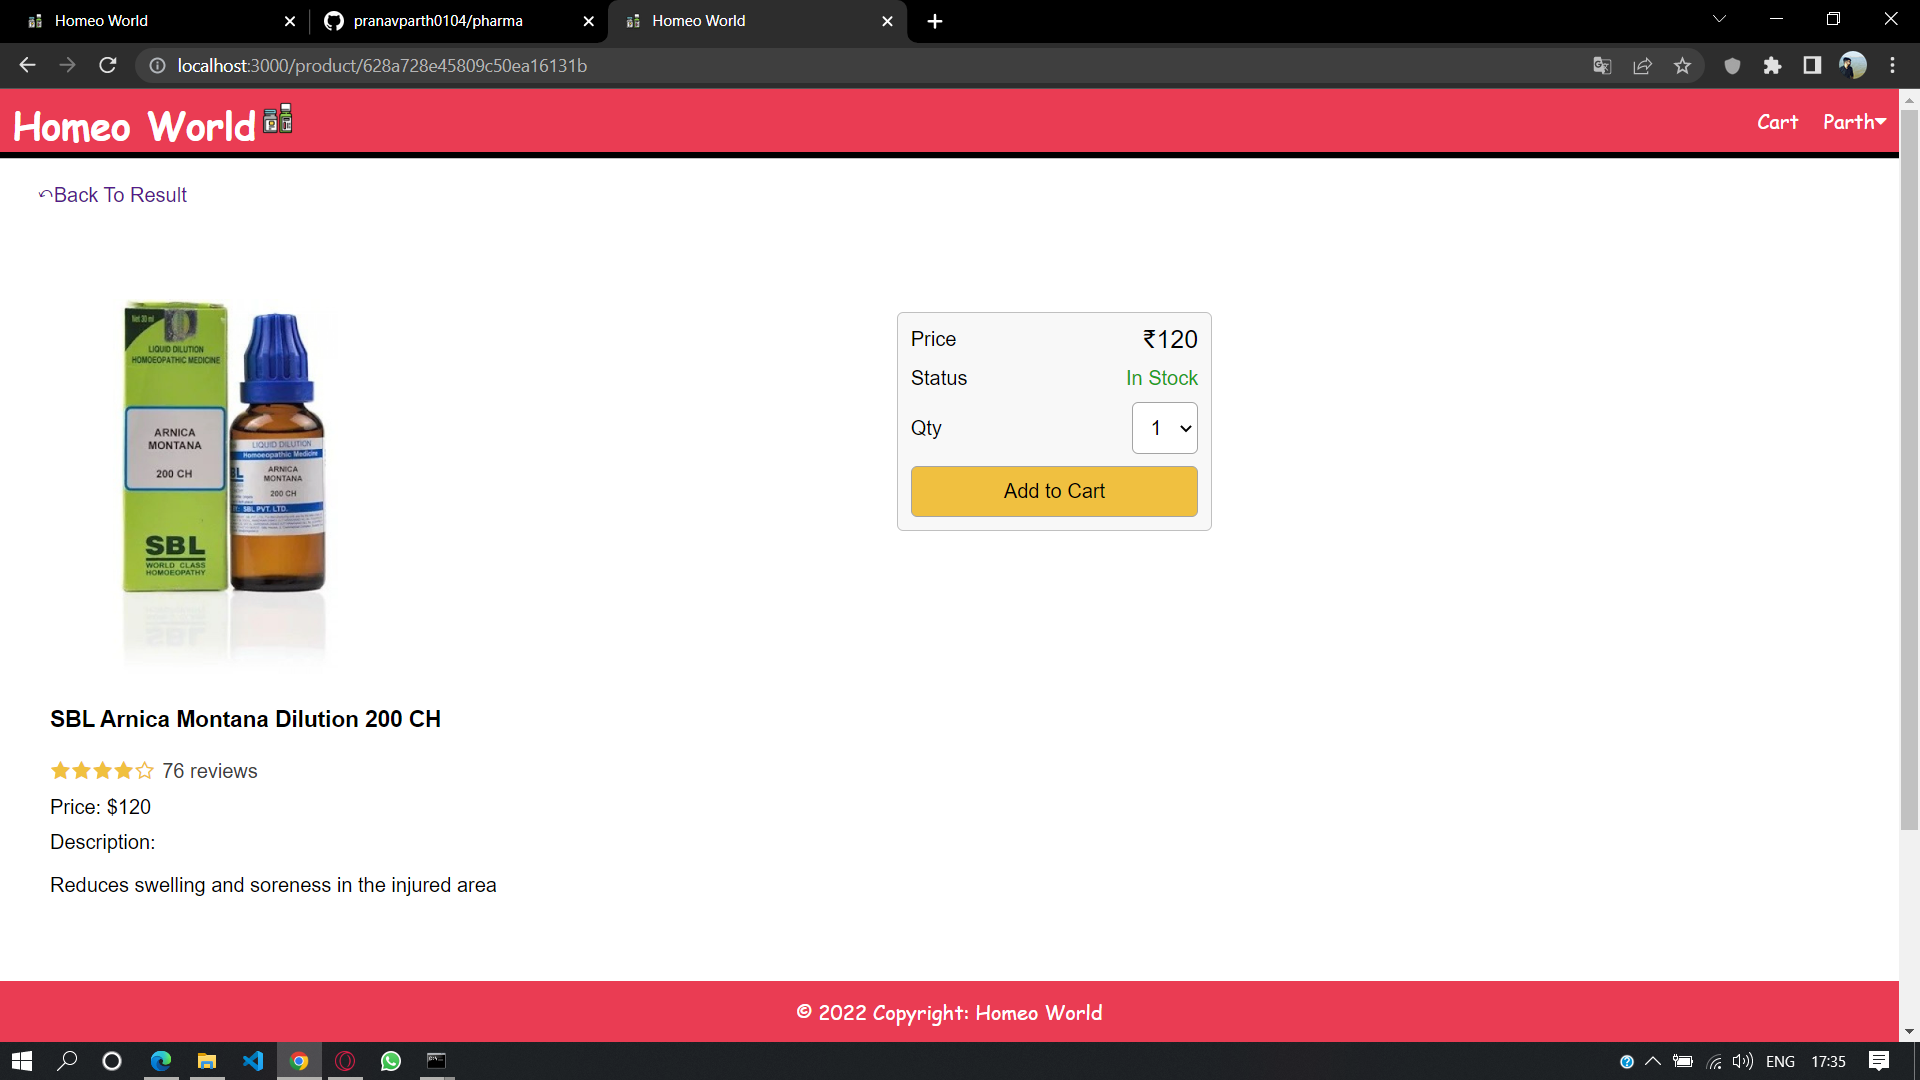 Homeo World
pranavparth0104/pharma
Homeo World
localhost:3000/product/628a728e45809c50ea16131b
Homeo World
Cart
Parth
Back To Result
Net 30 ml
LIQUID DILUTION
HOMOEOPATHIC MEDICINE
ARNICA
MONTANA
200 CH
SBL
WORLD CLASS
HOMOEOPATHY
LIQUID DILUTION
Homoeopathic Medicine
ARNICA
MONTANA
200 CH
SBL PVT. LTD.
Price ₹120
Status In Stock
Qty 1
Add to Cart
SBL Arnica Montana Dilution 200 CH
76 reviews
Price: $120
Description:
Reduces swelling and soreness in the injured area
© 2022 Copyright: Homeo World
ENG 17:35